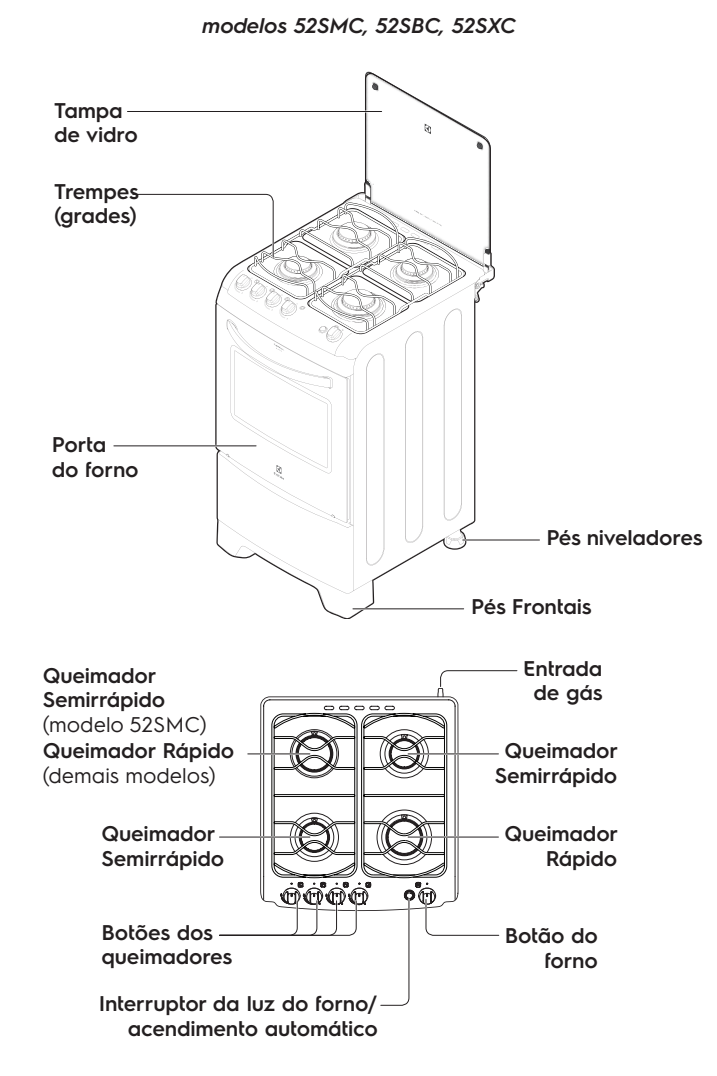 modelos 52SMC, 52SBC, 52SXC
Tampa
de vidro
Trempes
(grades)
Porta
do forno
Pés niveladores
Pés Frontais
Queimador
Semirrápido
(modelo 52SMC)
Queimador Rápido
(demais modelos)
Entrada
de gás
Queimador
Semirrápido
Queimador
Semirrápido
Queimador
Rápido
Botões dos
queimadores
Botão do
forno
Interruptor da luz do forno/
acendimento automático